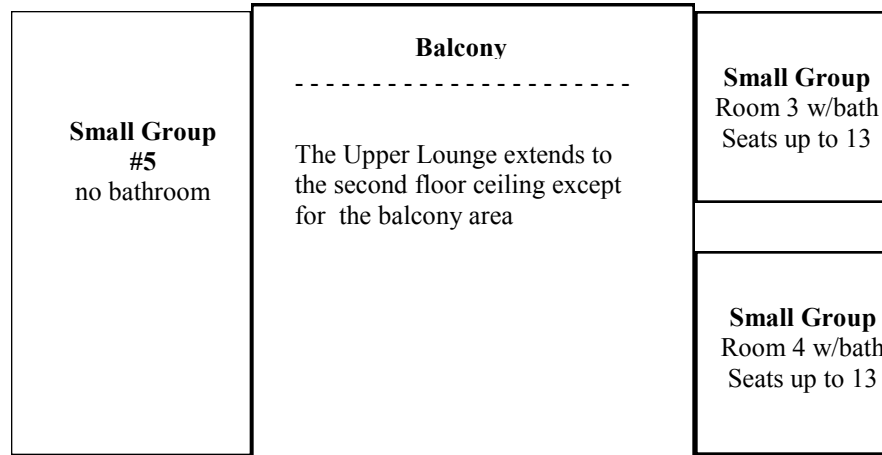 Small Group
#5
no bathroom
Balcony
- - - - - - - - - - - - - - - - - - - - - - -
The Upper Lounge extends to
the second floor ceiling except
for the balcony area
Small Group
Room 3 w/bath
Seats up to 13
Small Group
Room 4 w/bath
Seats up to 13